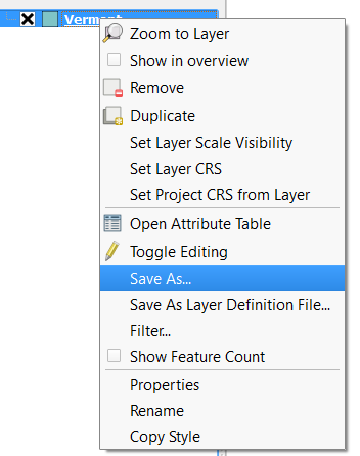 Vermont
Zoom to Layer
Show in overview
Remove
Duplicate
Set Layer Scale Visibility
Set Layer CRS
Set Project CRS from Layer
Open Attribute Table
Toggle Editing
Save As...
Save As Layer Definition File...
Filter...
Show Feature Count
Properties
Rename
Copy Style